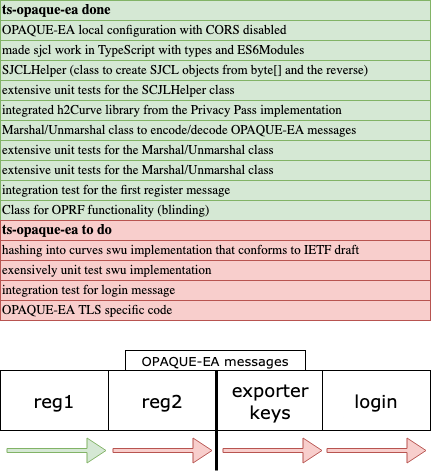 ts-opaque-ea done
OPAQUE-EA local configuration with CORS disabled
made sjcl work in TypeScript with types and ES6Modules
SJCLHelper (class to create SJCL objects from byte[] and the reverse)
extensive unit tests for the SCJLHelper class
integrated h2Curve library from the Privacy Pass implementation
Marshal/Unmarshal class to encode/decode OPAQUE-EA messages
extensive unit tests for the Marshal/Unmarshal class
extensive unit tests for the Marshal/Unmarshal class
integration test for the first register message
Class for OPRF functionality (blinding)
ts-opaque-ea to do
hashing into curves swu implementation that conforms to IETF draft
exensively unit test swu implementation
integration test for login message
OPAQUE-EA TLS specific code
OPAQUE-EA messages
reg1
reg2
exporter
keys
login